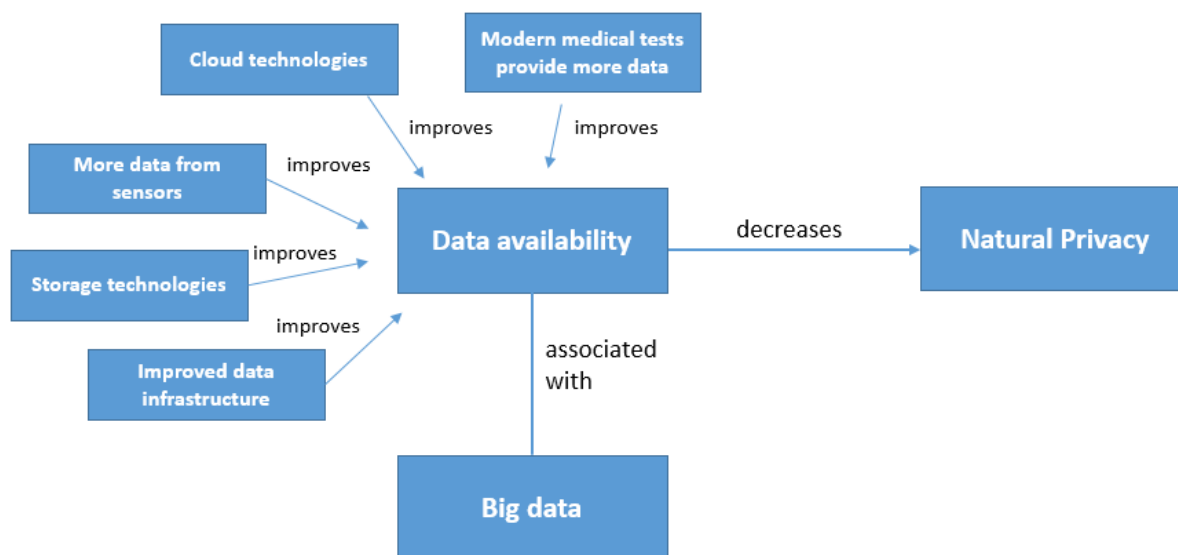 Cloud technologies
Modern medical tests
provide more data
improves
improves
More data from
sensors
improves
Data availability
decreases
Natural Privacy
Storage technologies
improves
improves
Improved data
infrastructure
associated
with
Big data